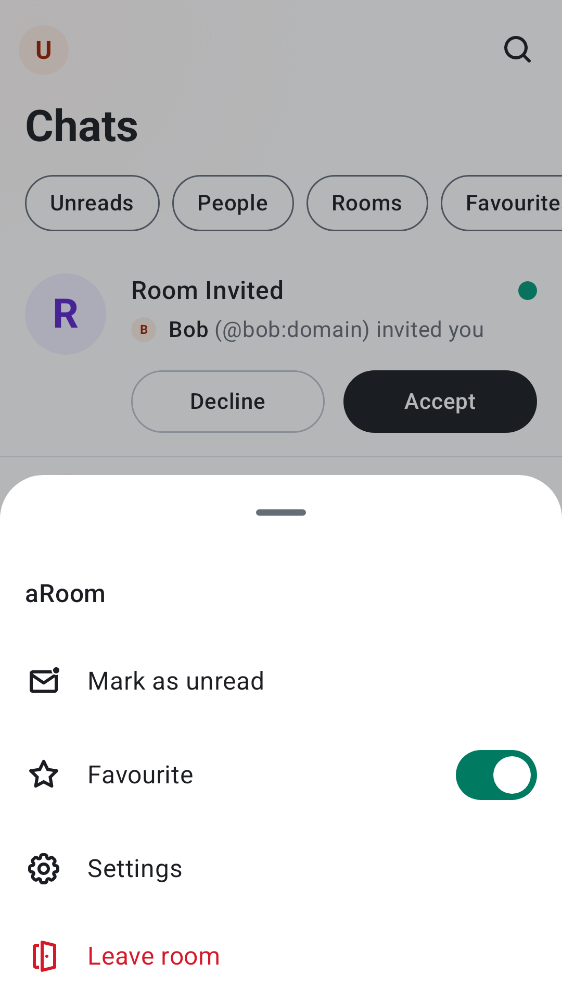 U
Chats
Unreads People Rooms Favourite
R
Room Invited
B Bob (@bob:domain) invited you
Decline Accept
aRoom
Mark as unread
Favourite
Settings
Leave room